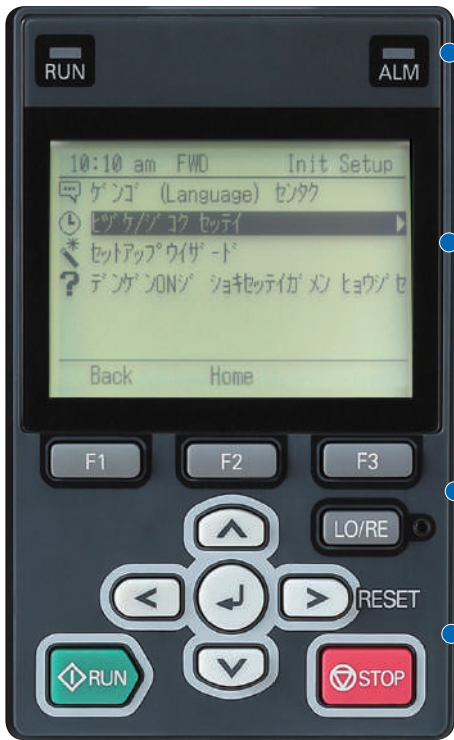 RUN ALM
10:10 am FWD Init Setup
ｹﾞﾝｺﾞ (Language) ｾﾝﾀｸ
ﾋﾂﾞｹ/ｼﾞｺｸ ｾｯﾃｲ
ｾｯﾄｱｯﾌﾟｳｨｻﾞｰﾄﾞ
ﾃﾞﾝｹﾞﾝONｼﾞ ｼｮｷｾｯﾃｲｶﾞﾒﾝ ﾋｮｳｼﾞｾ
Back Home
F1 F2 F3
LO/RE
RESET
RUN STOP